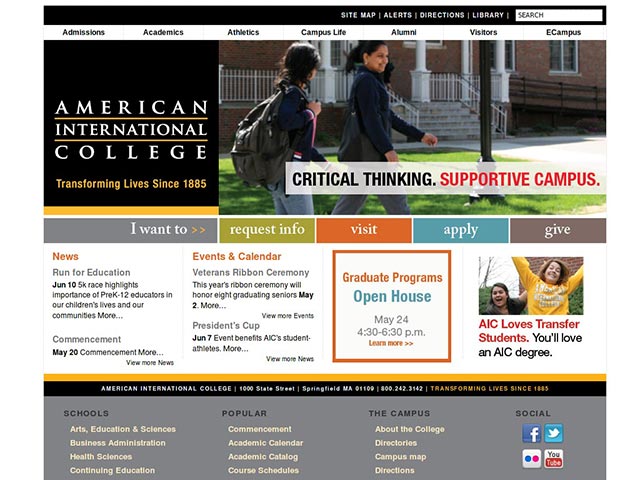 SITE MAP | ALERTS | DIRECTIONS | LIBRARY |
SEARCH
Admissions
Academics
Athletics
Campus Life
Alumni
Visitors
ECampus
AMERICAN
INTERNATIONAL
COLLEGE
Transforming Lives Since 1885
CRITICAL THINKING. SUPPORTIVE CAMPUS.
I want to >>
request info
visit
apply
give
News
Run for Education
Jun 10 5k race highlights
importance of PreK-12 educators in
our children's lives and our
communities More...
Commencement
May 20 Commencement More...
View more News
Events & Calendar
Veterans Ribbon Ceremony
This year's ribbon ceremony will
honor eight graduating seniors May
2. More...
View more Events
President's Cup
Jun 7 Event benefits AIC's student-
athletes. More...
View more News
Graduate Programs
Open House
May 24
4:30-6:30 p.m.
Learn more >>
AIC Loves Transfer
Students. You'll love
an AIC degree.
AMERICAN INTERNATIONAL COLLEGE | 1000 State Street | Springfield MA 01109 | 800.242.3142 | TRANSFORMING LIVES SINCE 1885
SCHOOLS
Arts, Education & Sciences
Business Administration
Health Sciences
Continuing Education
POPULAR
Commencement
Academic Calendar
Academic Catalog
Course Schedules
THE CAMPUS
About the College
Directories
Campus map
Directions
SOCIAL
You
Tube